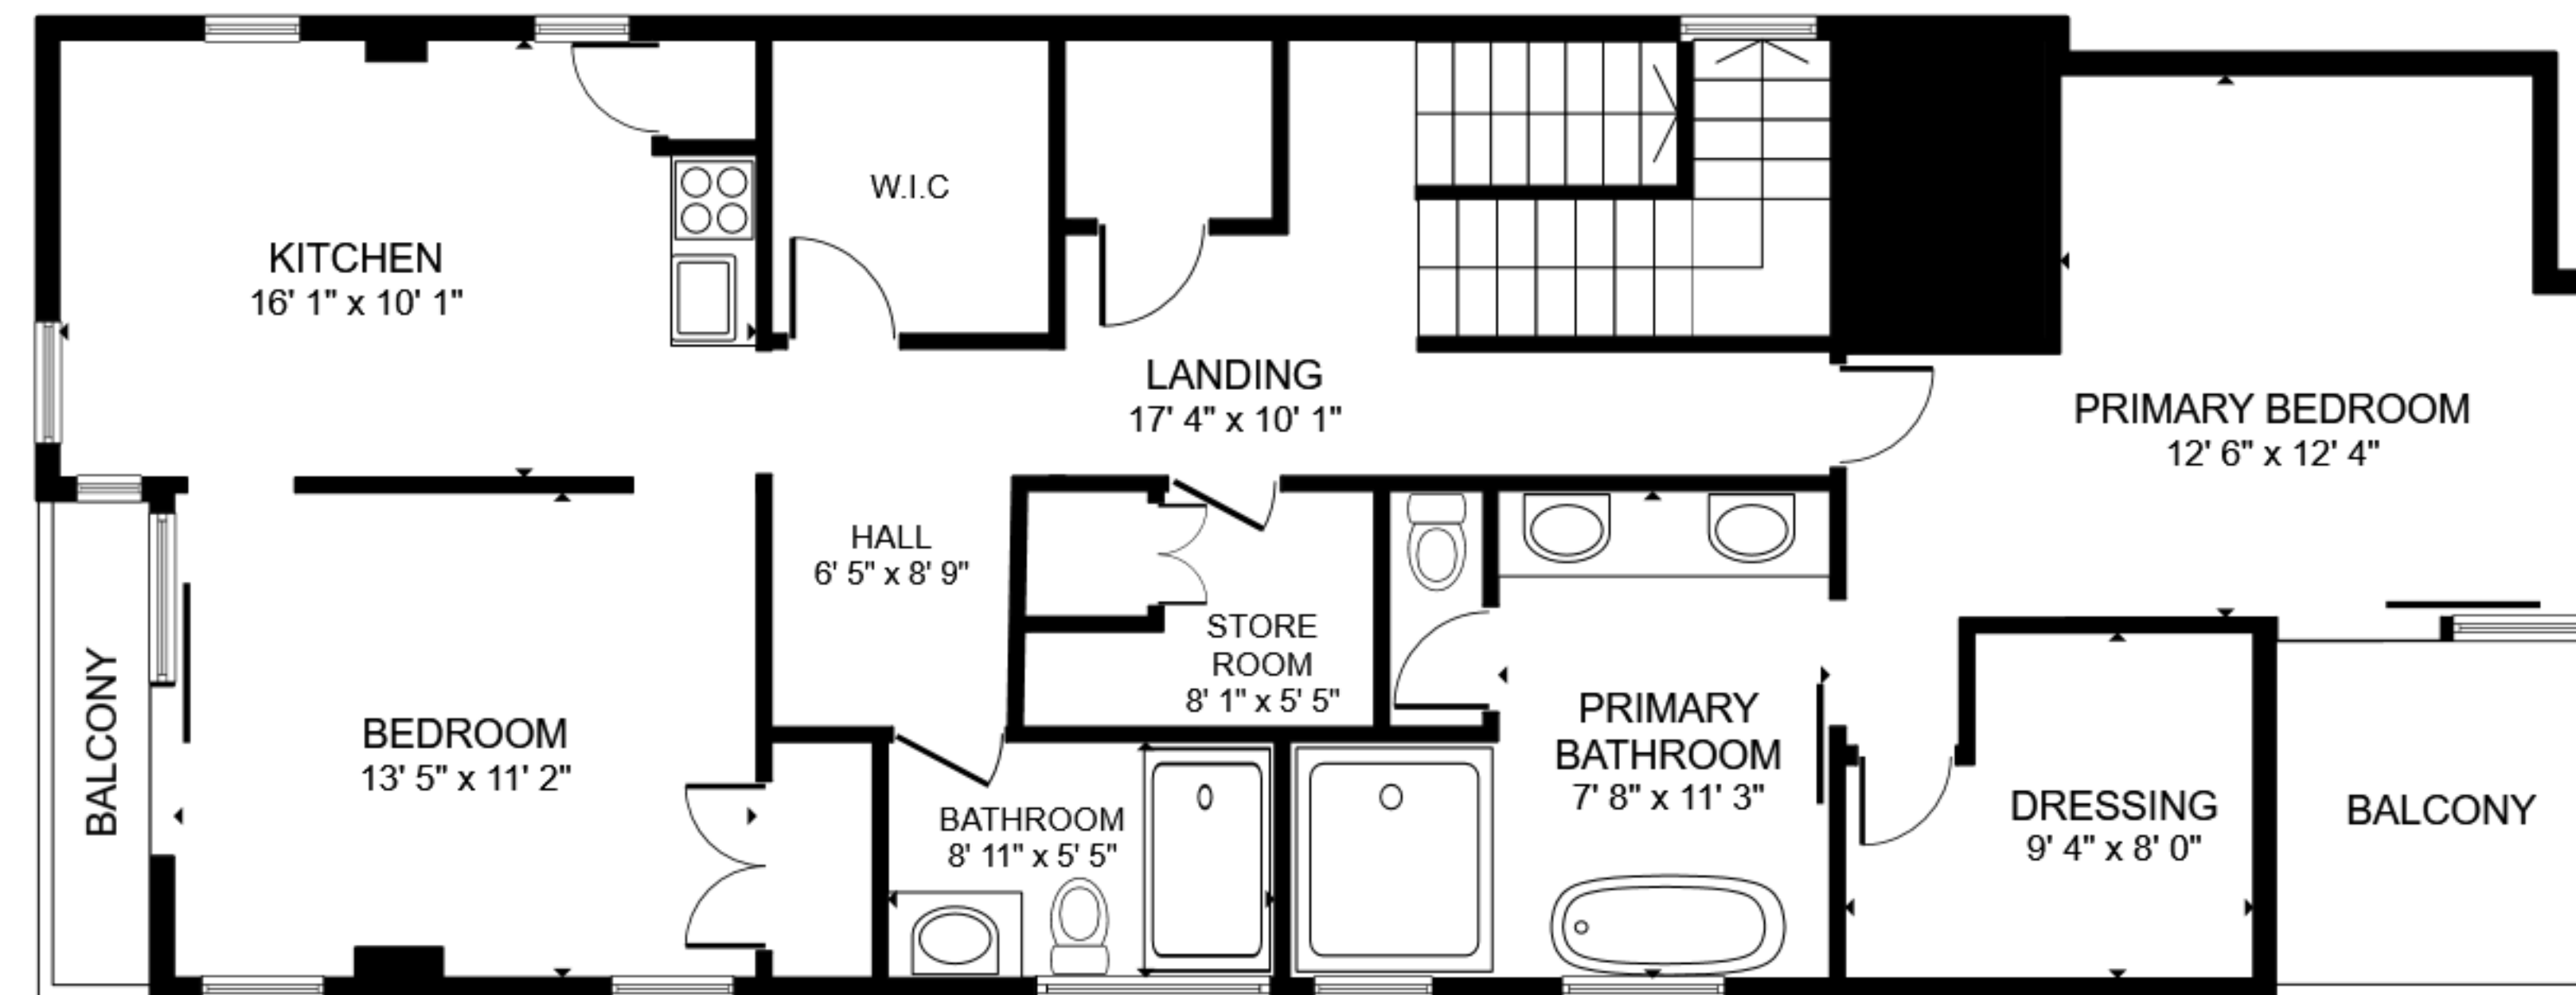 W.I.C
KITCHEN
16' 1" x 10' 1"
LANDING
17' 4" x 10' 1"
PRIMARY BEDROOM
12' 6" x 12' 4"
HALL
6' 5" x 8' 9"
STORE
ROOM
8' 1" x 5' 5"
BALCONY
BEDROOM
13' 5" x 11' 2"
BATHROOM
8' 11" x 5' 5"
PRIMARY
BATHROOM
7' 8" x 11' 3"
DRESSING
9' 4" x 8' 0"
BALCONY